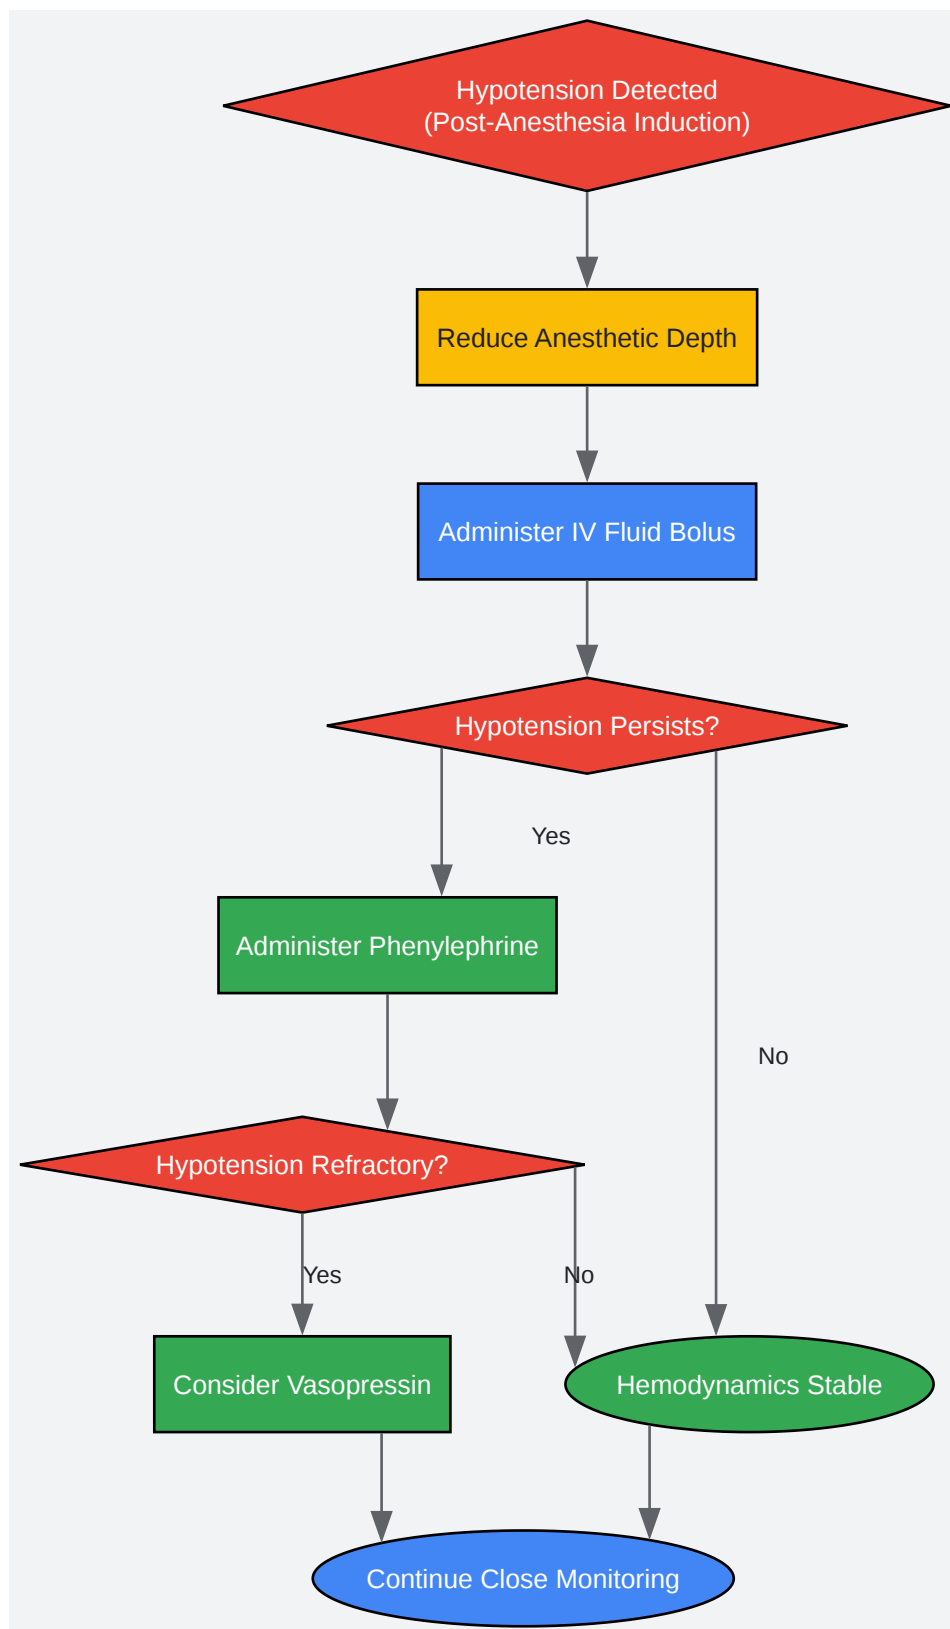 Hypotension Detected
(Post-Anesthesia Induction)
Reduce Anesthetic Depth
Administer IV Fluid Bolus
Hypotension Persists?
Yes
Administer Phenylephrine
No
Hypotension Refractory?
Yes
No
Consider Vasopressin
Hemodynamics Stable
Continue Close Monitoring